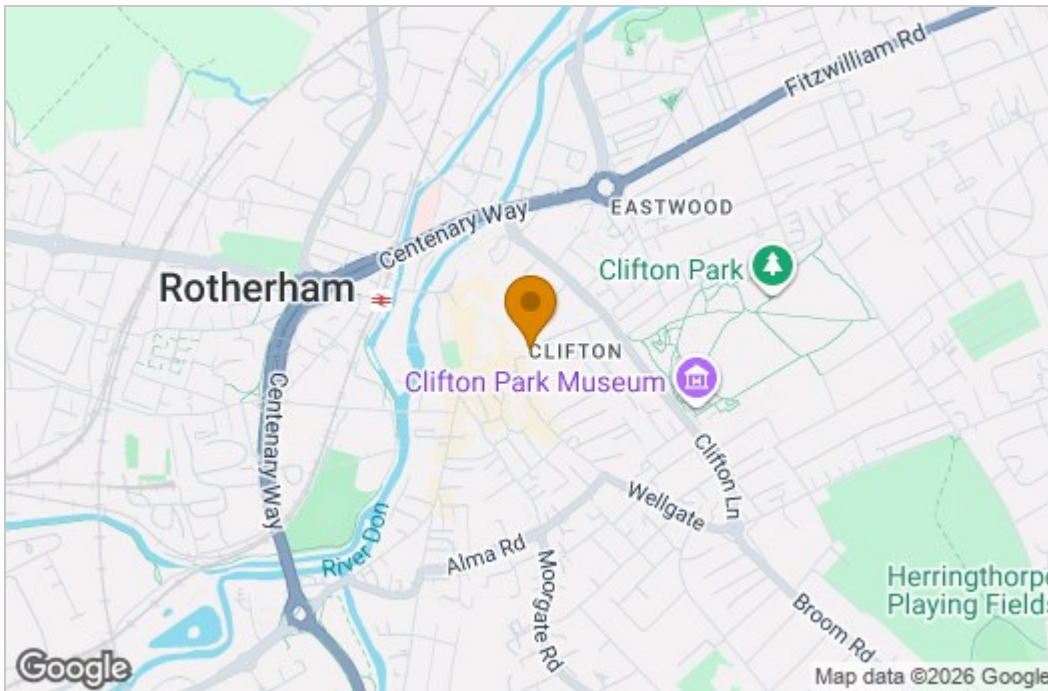 Fitzwilliam Rd
EASTWOOD
Centenary Way
Clifton Park
Rotherham
CLIFTON
Clifton Park Museum
Centenary Way
Clifton Ln
Wellgate
River Don
Alma Rd
Moorgate Rd
Herringthorpe
Playing Fields
Broom Rd
Google
Map data ©2026 Google